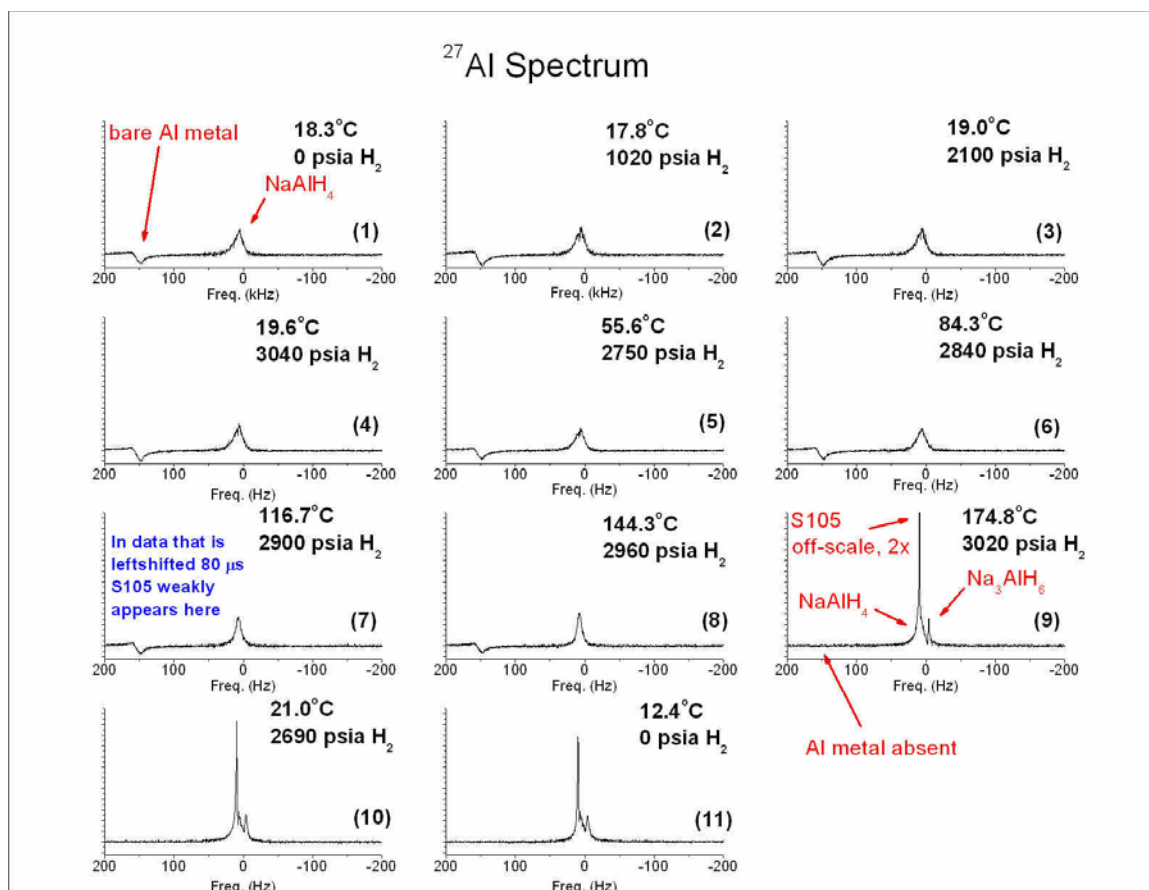 ²⁷Al Spectrum
bare Al metal
NaAlH₄
18.3°C
0 psia H₂
(1)
200 100 0 -100 -200
Freq. (kHz)
17.8°C
1020 psia H₂
(2)
200 100 0 -100 -200
Freq. (kHz)
19.0°C
2100 psia H₂
(3)
200 100 0 -100 -200
Freq. (Hz)
19.6°C
3040 psia H₂
(4)
200 100 0 -100 -200
Freq. (Hz)
55.6°C
2750 psia H₂
(5)
200 100 0 -100 -200
Freq. (Hz)
84.3°C
2840 psia H₂
(6)
200 100 0 -100 -200
Freq. (Hz)
116.7°C
2900 psia H₂
In data that is
leftshifted 80 μs
S105 weakly
appears here
(7)
200 100 0 -100 -200
Freq. (Hz)
144.3°C
2960 psia H₂
(8)
200 100 0 -100 -200
Freq. (Hz)
S105
off-scale, 2x
174.8°C
3020 psia H₂
Na₃AlH₆
NaAlH₄
(9)
200 100 0 -100 -200
Freq. (Hz)
Al metal absent
21.0°C
2690 psia H₂
(10)
200 100 0 -100 -200
Freq. (Hz)
12.4°C
0 psia H₂
(11)
200 100 0 -100 -200
Freq. (Hz)